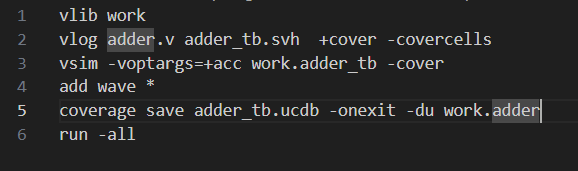 1 vlib work
2 vlog adder.v adder_tb.svh  +cover -covercells
3 vsim -voptargs=+acc work.adder_tb -cover
4 add wave *
5 coverage save adder_tb.ucdb -onexit -du work.adder
6 run -all